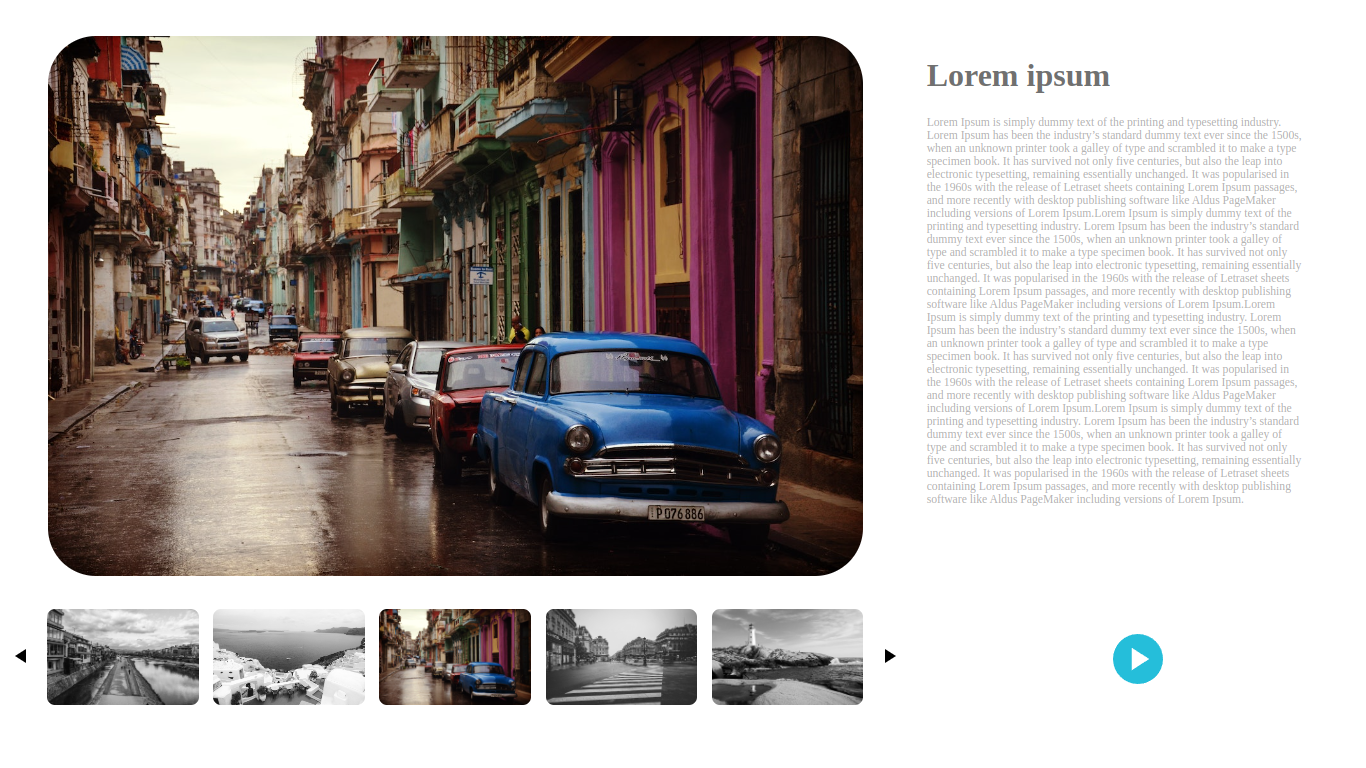 Lorem ipsum
Lorem Ipsum is simply dummy text of the printing and typesetting industry.
Lorem Ipsum has been the industry’s standard dummy text ever since the 1500s,
when an unknown printer took a galley of type and scrambled it to make a type
specimen book. It has survived not only five centuries, but also the leap into
electronic typesetting, remaining essentially unchanged. It was popularised in
the 1960s with the release of Letraset sheets containing Lorem Ipsum passages,
and more recently with desktop publishing software like Aldus PageMaker
including versions of Lorem Ipsum.Lorem Ipsum is simply dummy text of the
printing and typesetting industry. Lorem Ipsum has been the industry’s standard
dummy text ever since the 1500s, when an unknown printer took a galley of
type and scrambled it to make a type specimen book. It has survived not only
five centuries, but also the leap into electronic typesetting, remaining essentially
unchanged. It was popularised in the 1960s with the release of Letraset sheets
containing Lorem Ipsum passages, and more recently with desktop publishing
software like Aldus PageMaker including versions of Lorem Ipsum.Lorem
Ipsum is simply dummy text of the printing and typesetting industry. Lorem
Ipsum has been the industry’s standard dummy text ever since the 1500s, when
an unknown printer took a galley of type and scrambled it to make a type
specimen book. It has survived not only five centuries, but also the leap into
electronic typesetting, remaining essentially unchanged. It was popularised in
the 1960s with the release of Letraset sheets containing Lorem Ipsum passages,
and more recently with desktop publishing software like Aldus PageMaker
including versions of Lorem Ipsum.Lorem Ipsum is simply dummy text of the
printing and typesetting industry. Lorem Ipsum has been the industry’s standard
dummy text ever since the 1500s, when an unknown printer took a galley of
type and scrambled it to make a type specimen book. It has survived not only
five centuries, but also the leap into electronic typesetting, remaining essentially
unchanged. It was popularised in the 1960s with the release of Letraset sheets
containing Lorem Ipsum passages, and more recently with desktop publishing
software like Aldus PageMaker including versions of Lorem Ipsum.
P 076 886